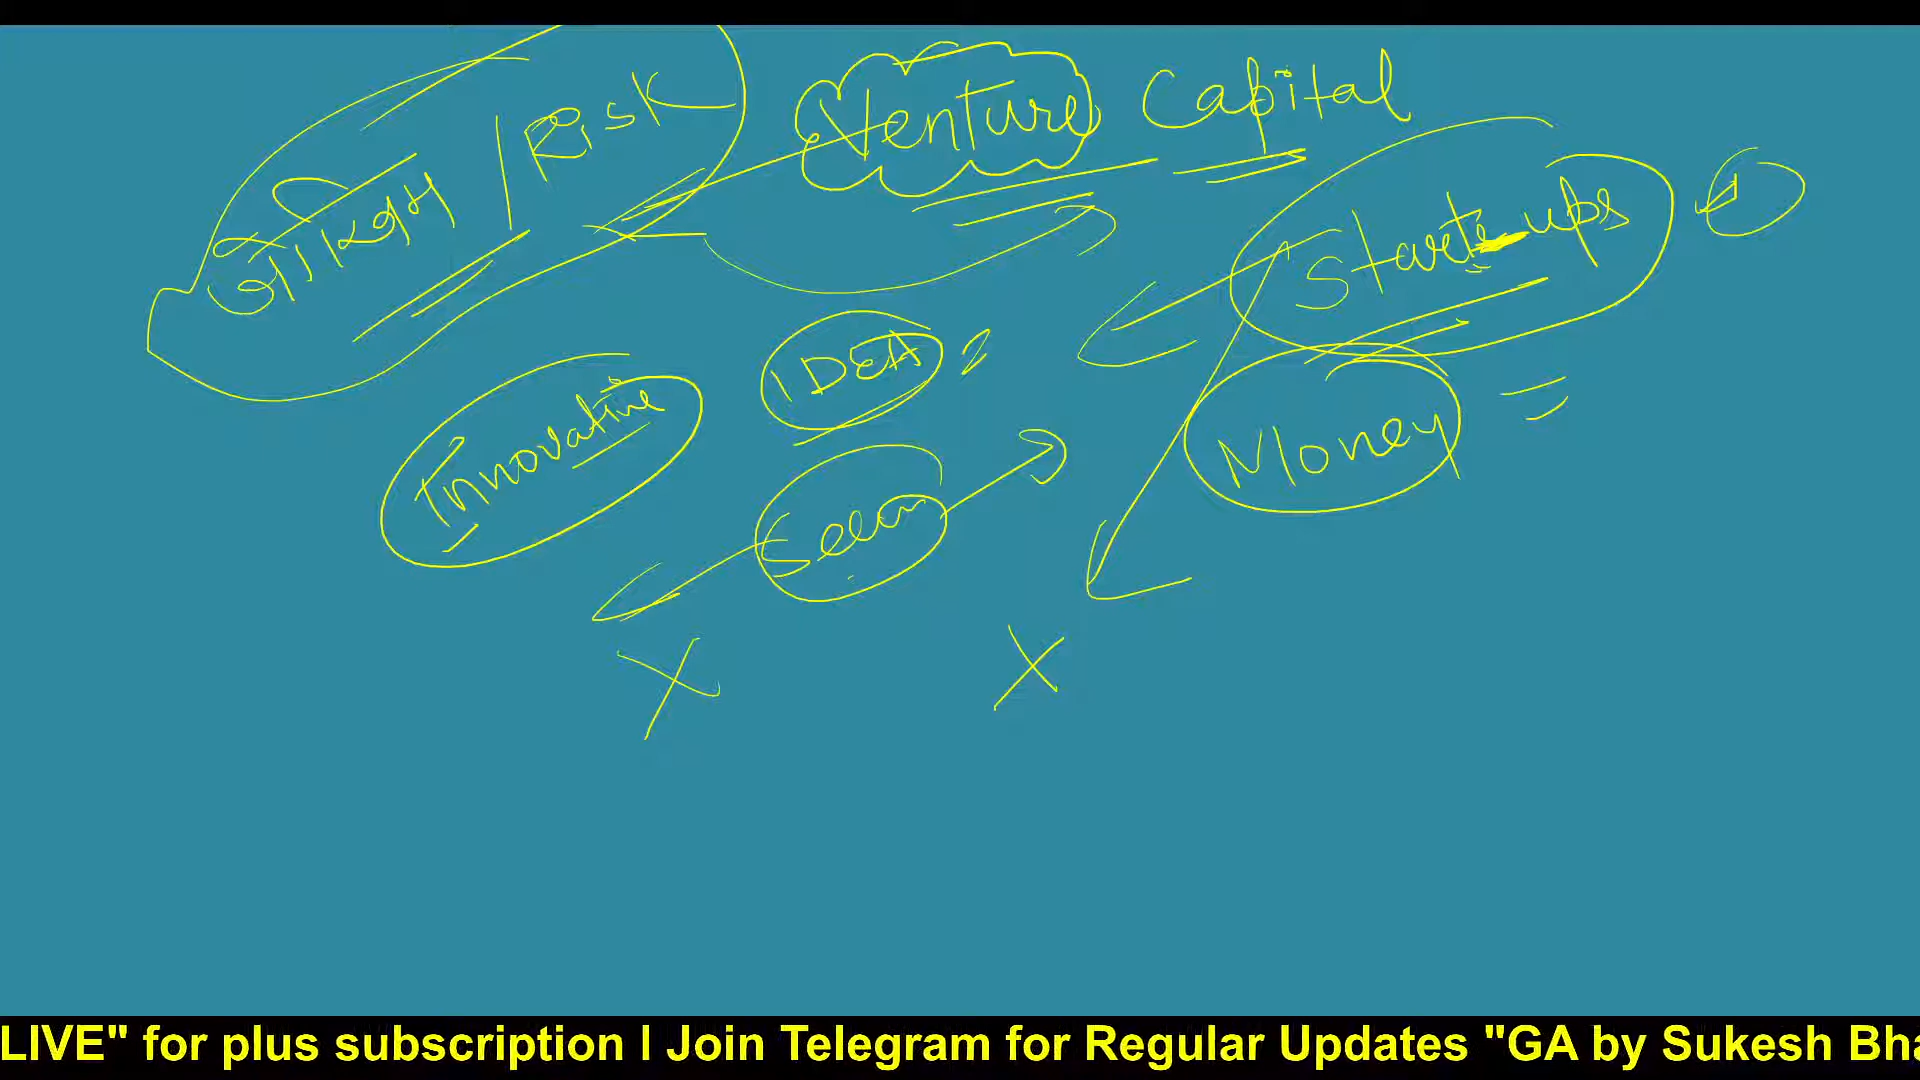 Venture Capital
जोखिम / Risk
Start-ups
IDEA
Innovative
Money
LIVE" for plus subscription I Join Telegram for Regular Updates "GA by Sukesh Bha